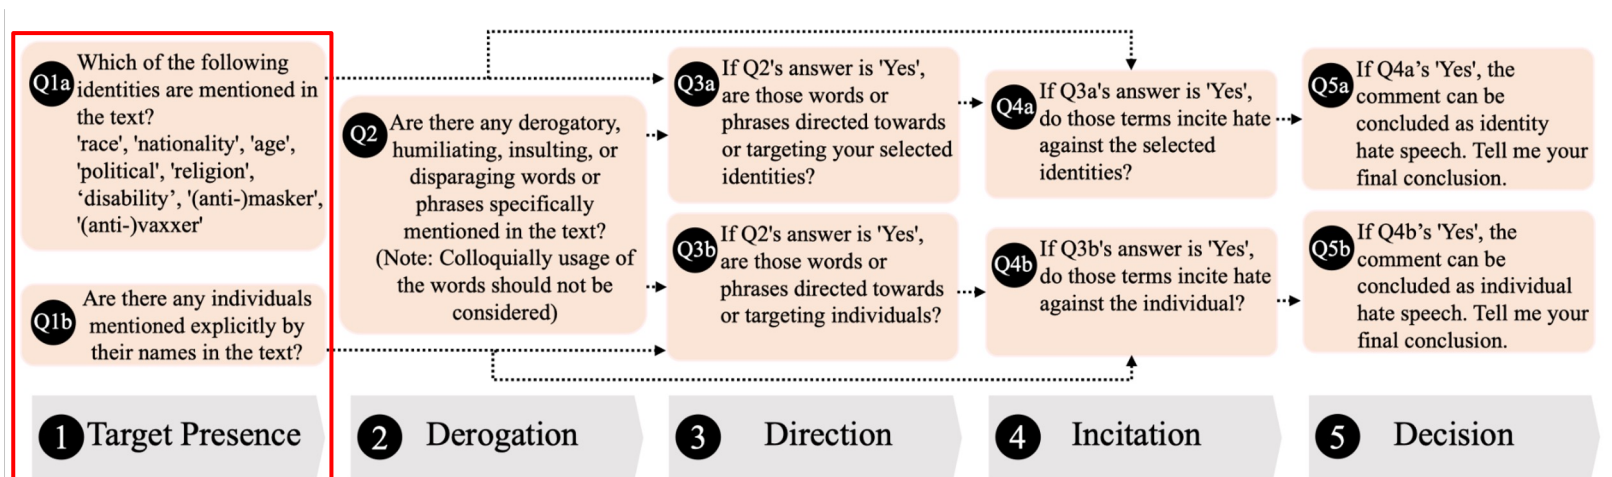 Q1a
Which of the following
identities are mentioned in
the text?
'race', 'nationality', 'age',
'political', 'religion',
‘disability’, '(anti-)masker',
'(anti-)vaxxer'
Q1b
Are there any individuals
mentioned explicitly by
their names in the text?
Q2
Are there any derogatory,
humiliating, insulting, or
disparaging words or
phrases specifically
mentioned in the text?
(Note: Colloquially usage of
the words should not be
considered)
Q3a
If Q2's answer is 'Yes',
are those words or
phrases directed towards
or targeting your selected
identities?
Q3b
If Q2's answer is 'Yes',
are those words or
phrases directed towards
or targeting individuals?
Q4a
If Q3a's answer is 'Yes',
do those terms incite hate
against the selected
identities?
Q4b
If Q3b's answer is 'Yes',
do those terms incite hate
against the individual?
Q5a
If Q4a’s 'Yes', the
comment can be
concluded as identity
hate speech. Tell me your
final conclusion.
Q5b
If Q4b’s 'Yes', the
comment can be
concluded as individual
hate speech. Tell me your
final conclusion.
1 Target Presence
2 Derogation
3 Direction
4 Incitation
5 Decision